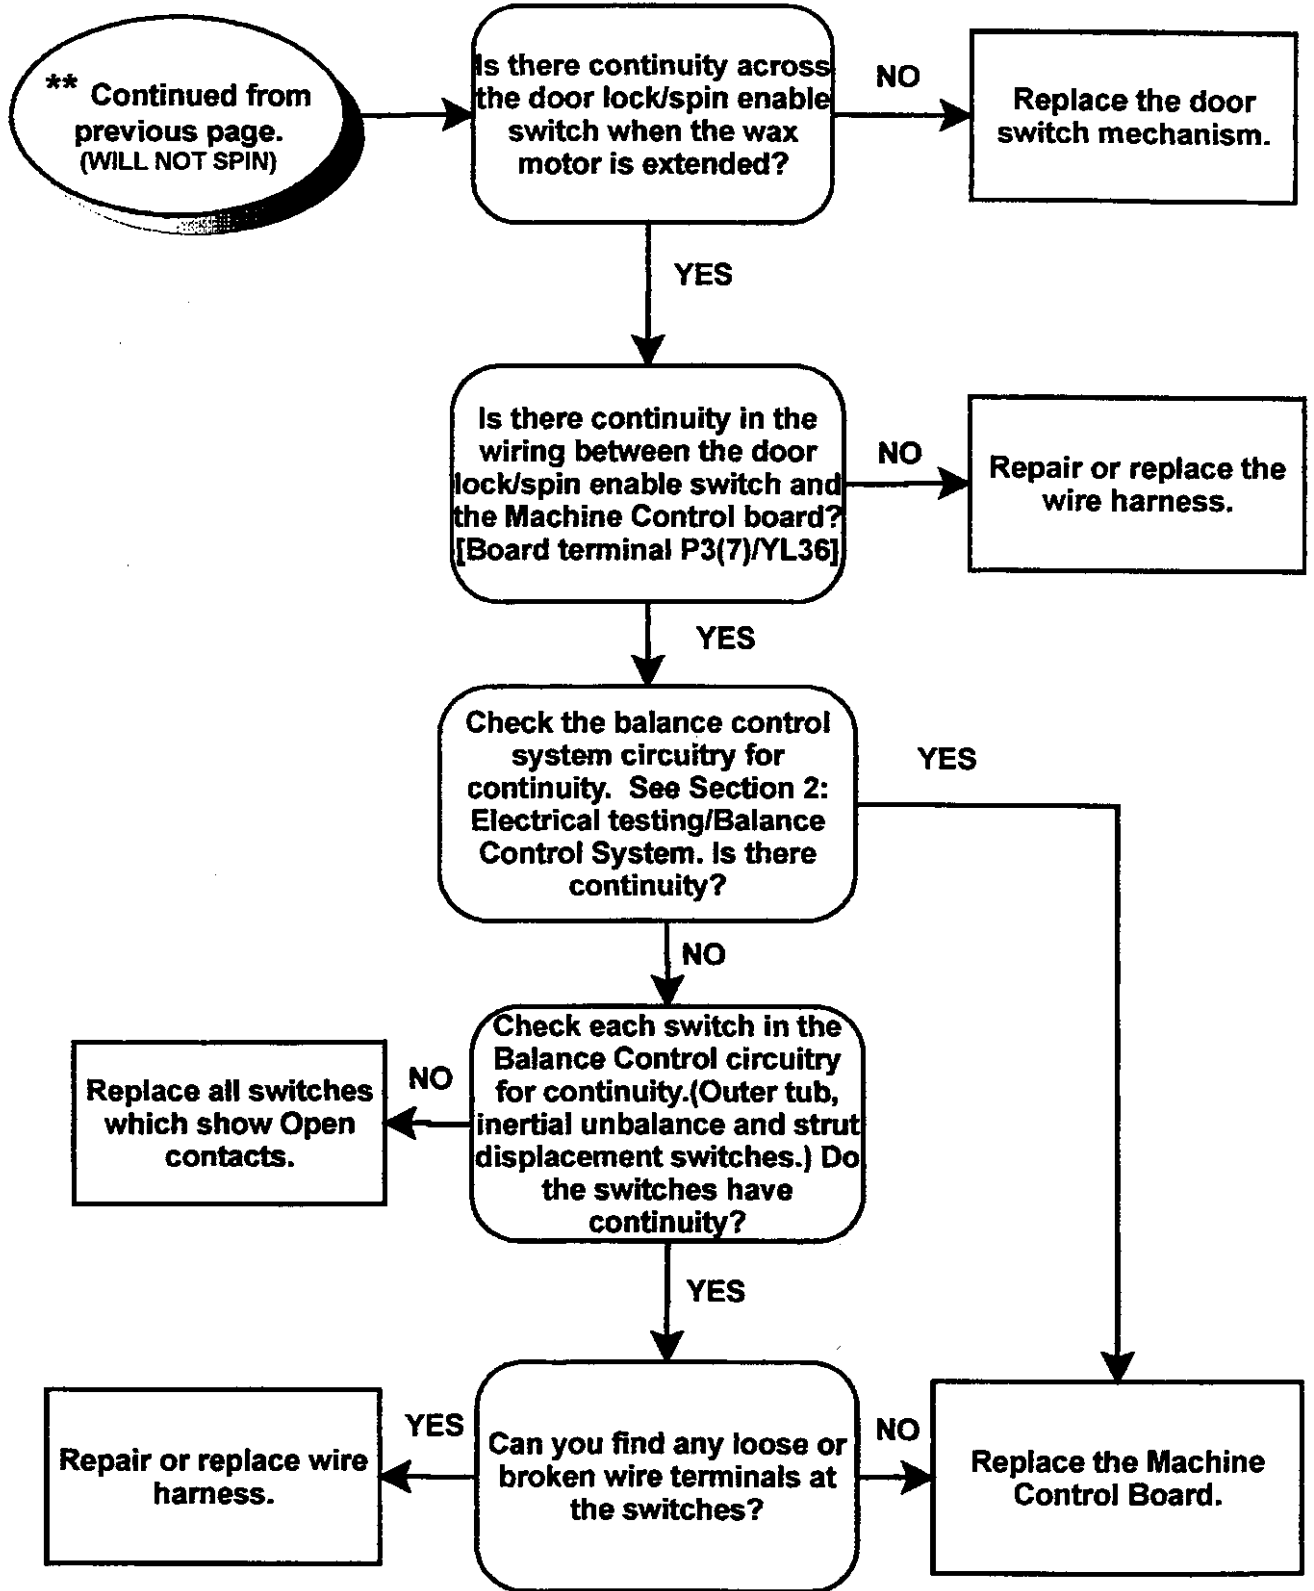 ** Continued from
previous page.
(WILL NOT SPIN)
Is there continuity across
the door lock/spin enable
switch when the wax
motor is extended?
NO
Replace the door
switch mechanism.
YES
Is there continuity in the
wiring between the door
lock/spin enable switch and
the Machine Control board?
[Board terminal P3(7)/YL36]
NO
Repair or replace the
wire harness.
YES
Check the balance control
system circuitry for
continuity. See Section 2:
Electrical testing/Balance
Control System. Is there
continuity?
YES
NO
Check each switch in the
Balance Control circuitry
for continuity.(Outer tub,
inertial unbalance and strut
displacement switches.) Do
the switches have
continuity?
NO
Replace all switches
which show Open
contacts.
YES
Can you find any loose or
broken wire terminals at
the switches?
YES
Repair or replace wire
harness.
NO
Replace the Machine
Control Board.